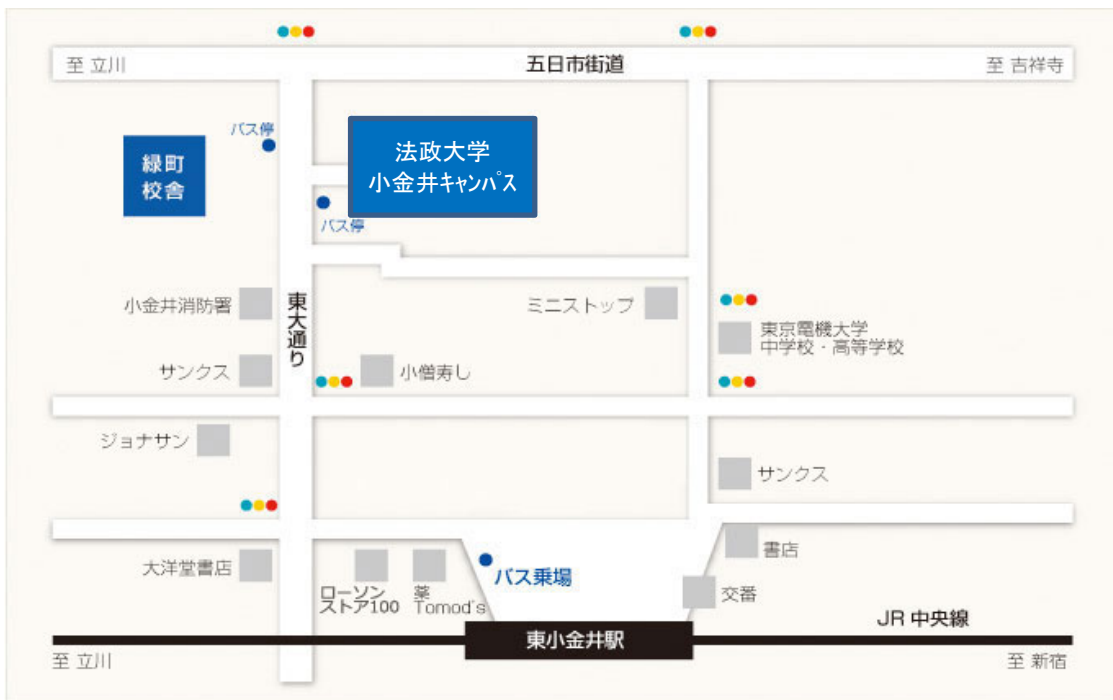 至 立川
五日市街道
至 吉祥寺
バス停
緑町
校舎
法政大学
小金井ｷｬﾝﾊﾟｽ
バス停
小金井消防署
東大通り
ミニストップ
東京電機大学
中学校・高等学校
サンクス
小僧寿し
ジョナサン
サンクス
大洋堂書店
ローソン
ストア100
薬
Tomod's
バス乗場
書店
交番
JR 中央線
東小金井駅
至 立川
至 新宿